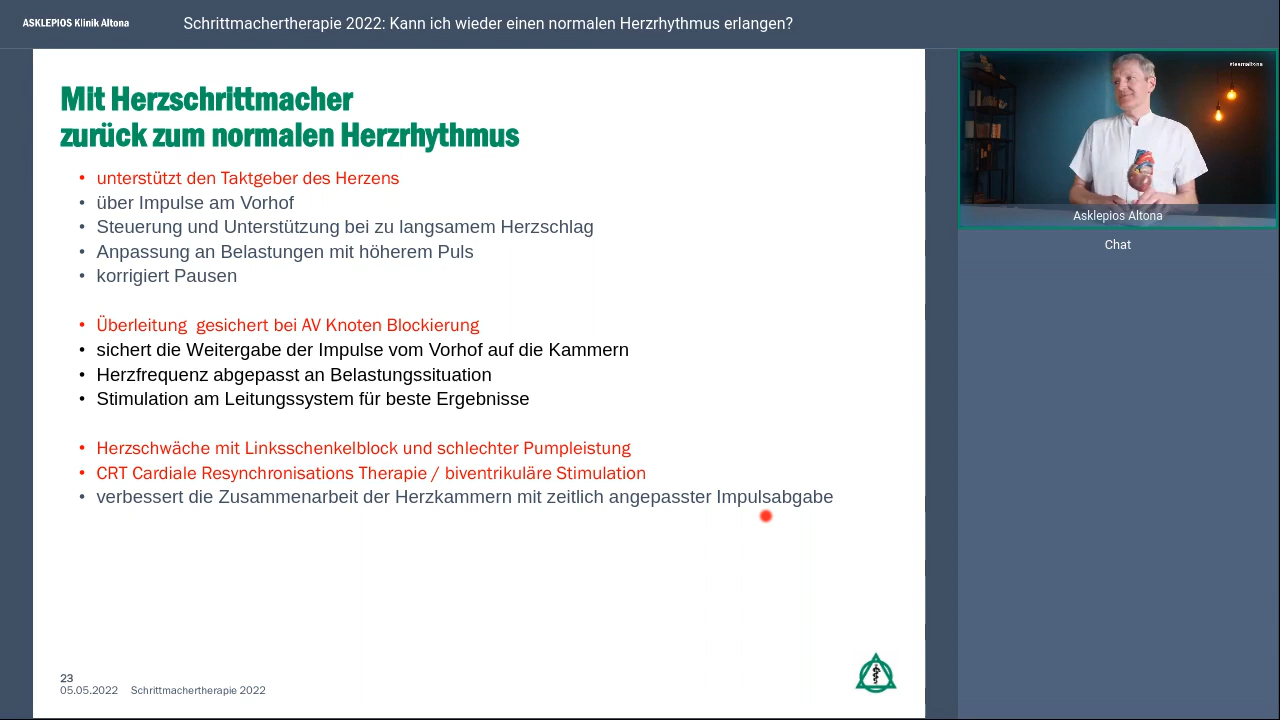 ASKLEPIOS Klinik Altona
Schrittmachertherapie 2022: Kann ich wieder einen normalen Herzrhythmus erlangen?
Mit Herzschrittmacher
zurück zum normalen Herzrhythmus
• unterstützt den Taktgeber des Herzens
• über Impulse am Vorhof
• Steuerung und Unterstützung bei zu langsamem Herzschlag
• Anpassung an Belastungen mit höherem Puls
• korrigiert Pausen
• Überleitung gesichert bei AV Knoten Blockierung
• sichert die Weitergabe der Impulse vom Vorhof auf die Kammern
• Herzfrequenz abgepasst an Belastungssituation
• Stimulation am Leitungssystem für beste Ergebnisse
• Herzschwäche mit Linksschenkelblock und schlechter Pumpleistung
• CRT Cardiale Resynchronisations Therapie / biventrikuläre Stimulation
• verbessert die Zusammenarbeit der Herzkammern mit zeitlich angepasster Impulsabgabe
23
05.05.2022 Schrittmachertherapie 2022
#teamaltona
Asklepios Altona
Chat